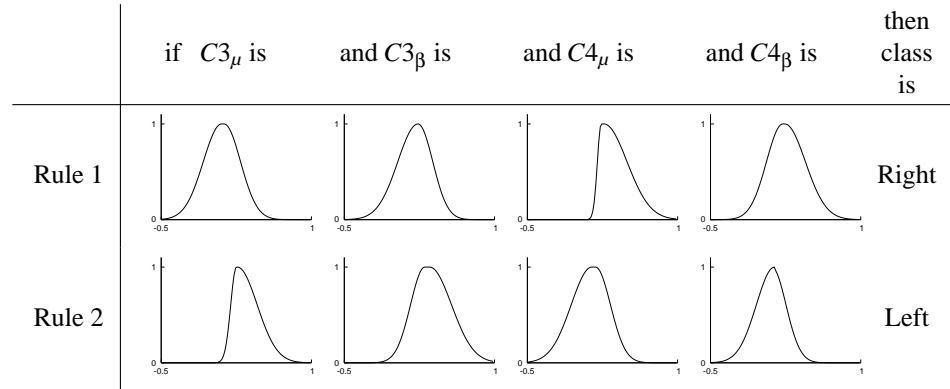 if C3μ is and C3β is and C4μ is and C4β is then class is
Rule 1 Right
1 1 1 1
0 0 0 0
-0.5 1 -0.5 1 -0.5 1 -0.5 1
Rule 2 Left
1 1 1 1
0 0 0 0
-0.5 1 -0.5 1 -0.5 1 -0.5 1